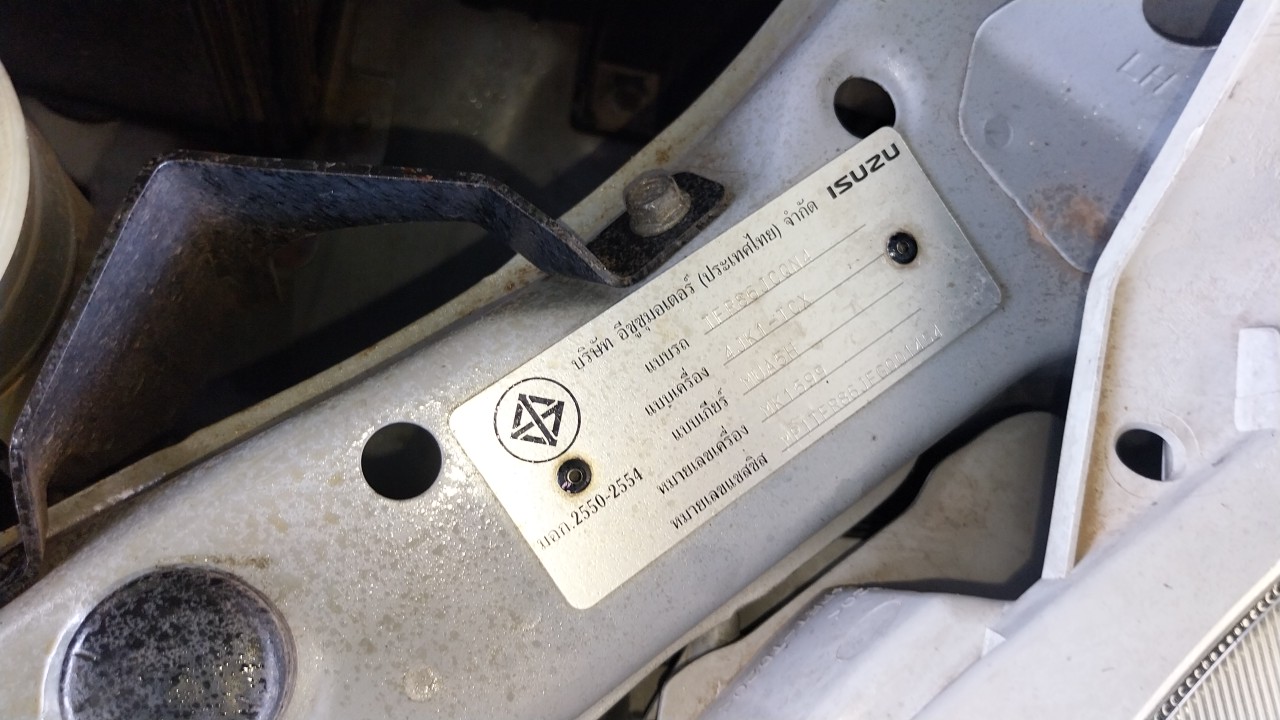 LH
ISUZU
บริษัท อีซูซุมอเตอร์ (ประเทศไทย) จำกัด
แบบรถ
แบบเครื่อง 4JK1-TCX
แบบเกียร์ MUA5H
หมายเลขเครื่อง
หมายเลขแชสซิส
มอก.2550-2554